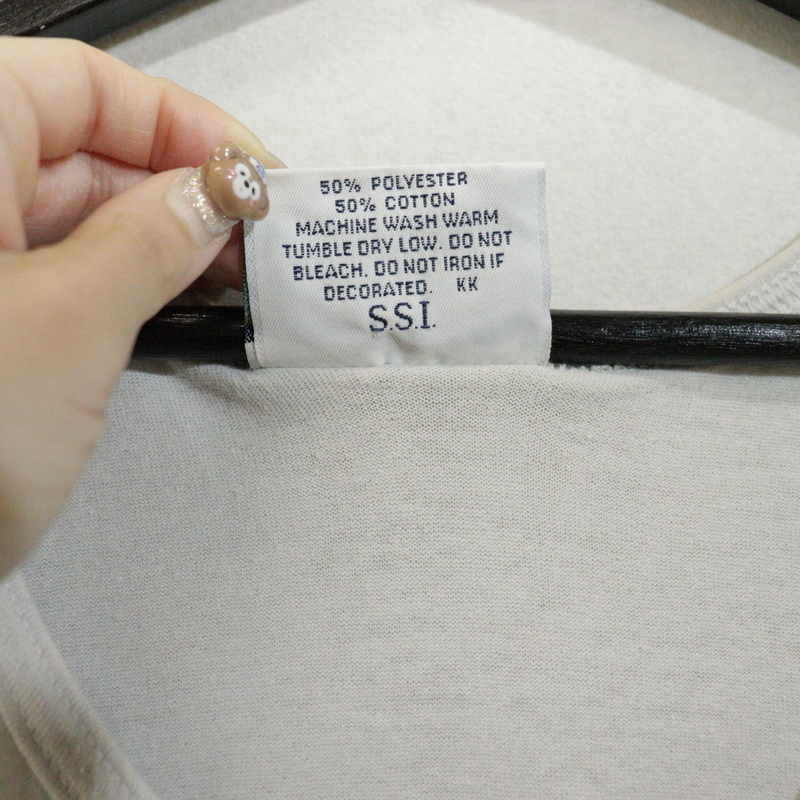 50% POLYESTER
50% COTTON
MACHINE WASH WARM
TUMBLE DRY LOW. DO NOT
BLEACH. DO NOT IRON IF
DECORATED. KK
S.S.I.